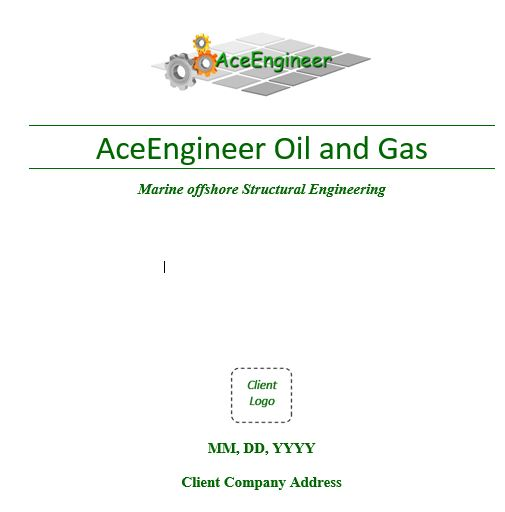 AceEngineer
AceEngineer Oil and Gas
Marine offshore Structural Engineering
Client
Logo
MM, DD, YYYY
Client Company Address